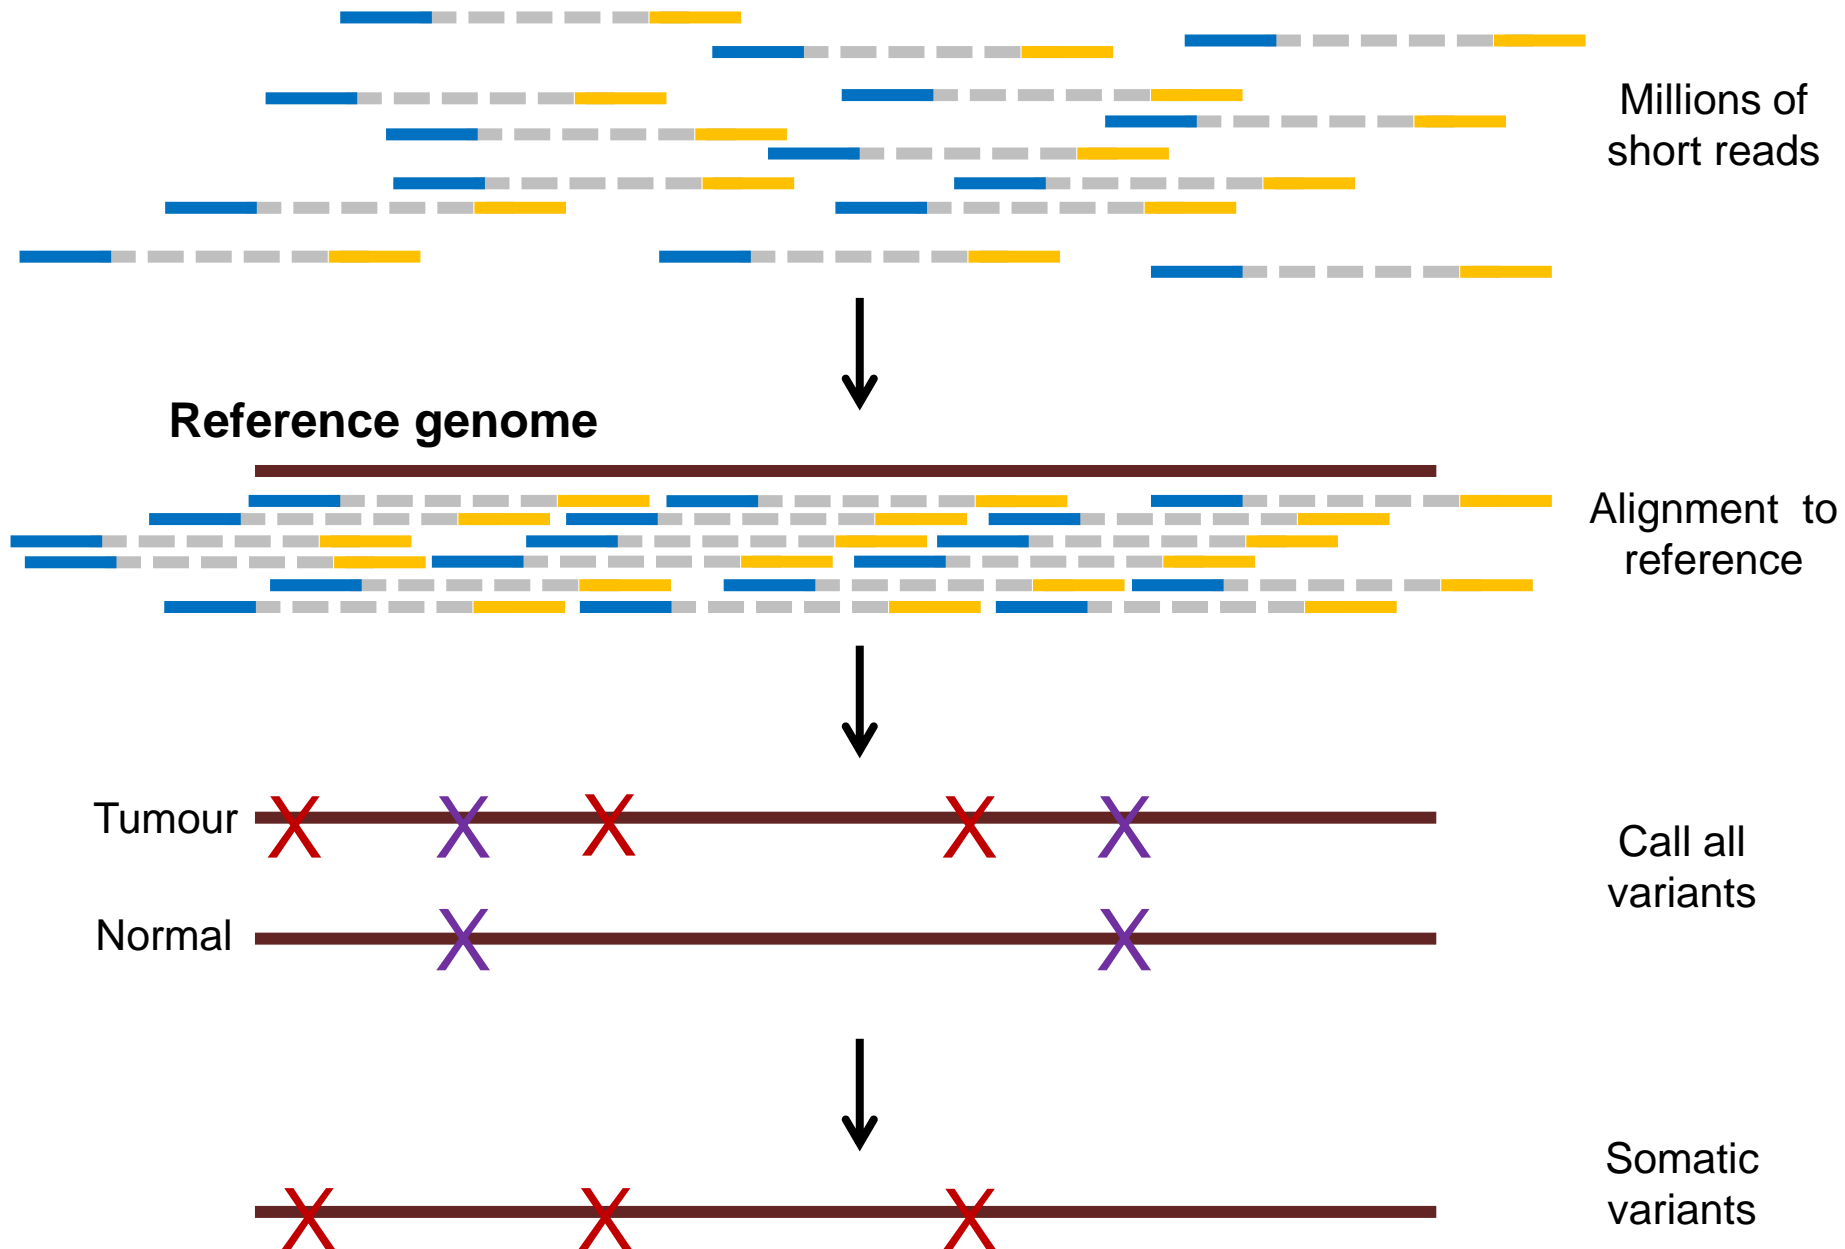 Millions of
short reads
Reference genome
Alignment to
reference
Tumour
Call all
variants
Normal
Somatic
variants